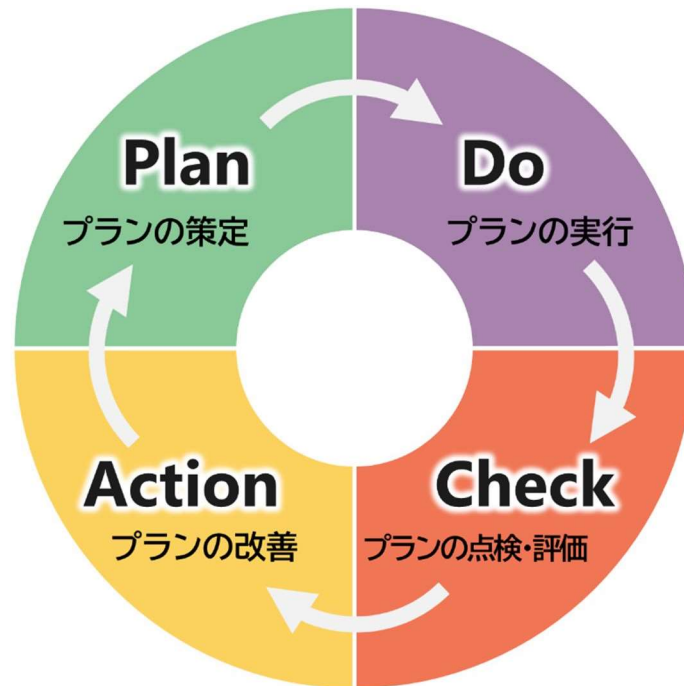 Plan
プランの策定
Do
プランの実行
Check
プランの点検・評価
Action
プランの改善